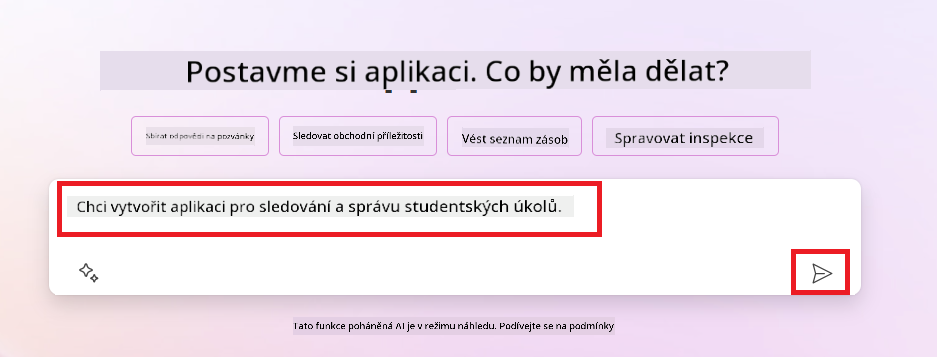 Postavme si aplikaci. Co by měla dělat?
Sbírat odpovědi na pozvánky
Sledovat obchodní příležitosti
Vést seznam zásob
Spravovat inspekce
Chci vytvořit aplikaci pro sledování a správu studentských úkolů.
Tato funkce poháněná AI je v režimu náhledu. Podívejte se na podmínky